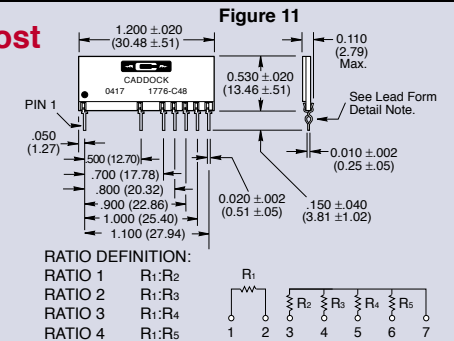 ost
Figure 11
1.200 ±.020
(30.48 ±.51)
0.110
(2.79)
Max.
CADDOCK
0417 1776-C48
0.530 ±.020
(13.46 ±.51)
PIN 1
See Lead Form
Detail Note.
.050
(1.27)
.500 (12.70)
.700 (17.78)
.800 (20.32)
.900 (22.86)
1.000 (25.40)
1.100 (27.94)
0.020 ±.002
(0.51 ±.05)
0.010 ±.002
(0.25 ±.05)
.150 ±.040
(3.81 ±1.02)
RATIO DEFINITION:
RATIO 1 R1:R2
RATIO 2 R1:R3
RATIO 3 R1:R4
RATIO 4 R1:R5
R1
R2 R3 R4 R5
1 2 3 4 5 6 7